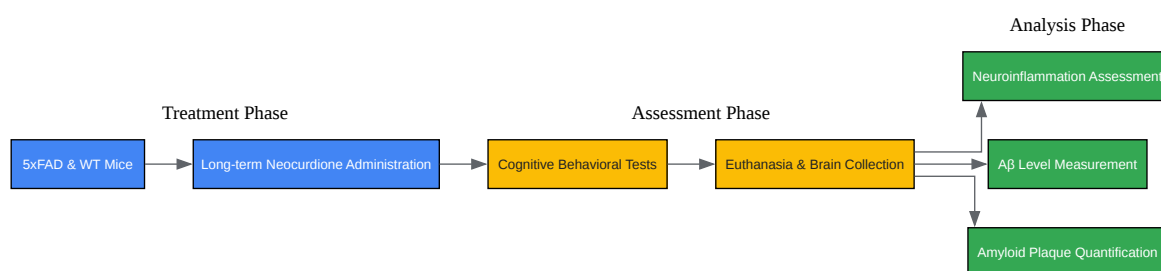 Analysis Phase
Neuroinflammation Assessment
Treatment Phase
Assessment Phase
5xFAD & WT Mice
Long-term Neocurdione Administration
Cognitive Behavioral Tests
Euthanasia & Brain Collection
Aβ Level Measurement
Amyloid Plaque Quantification